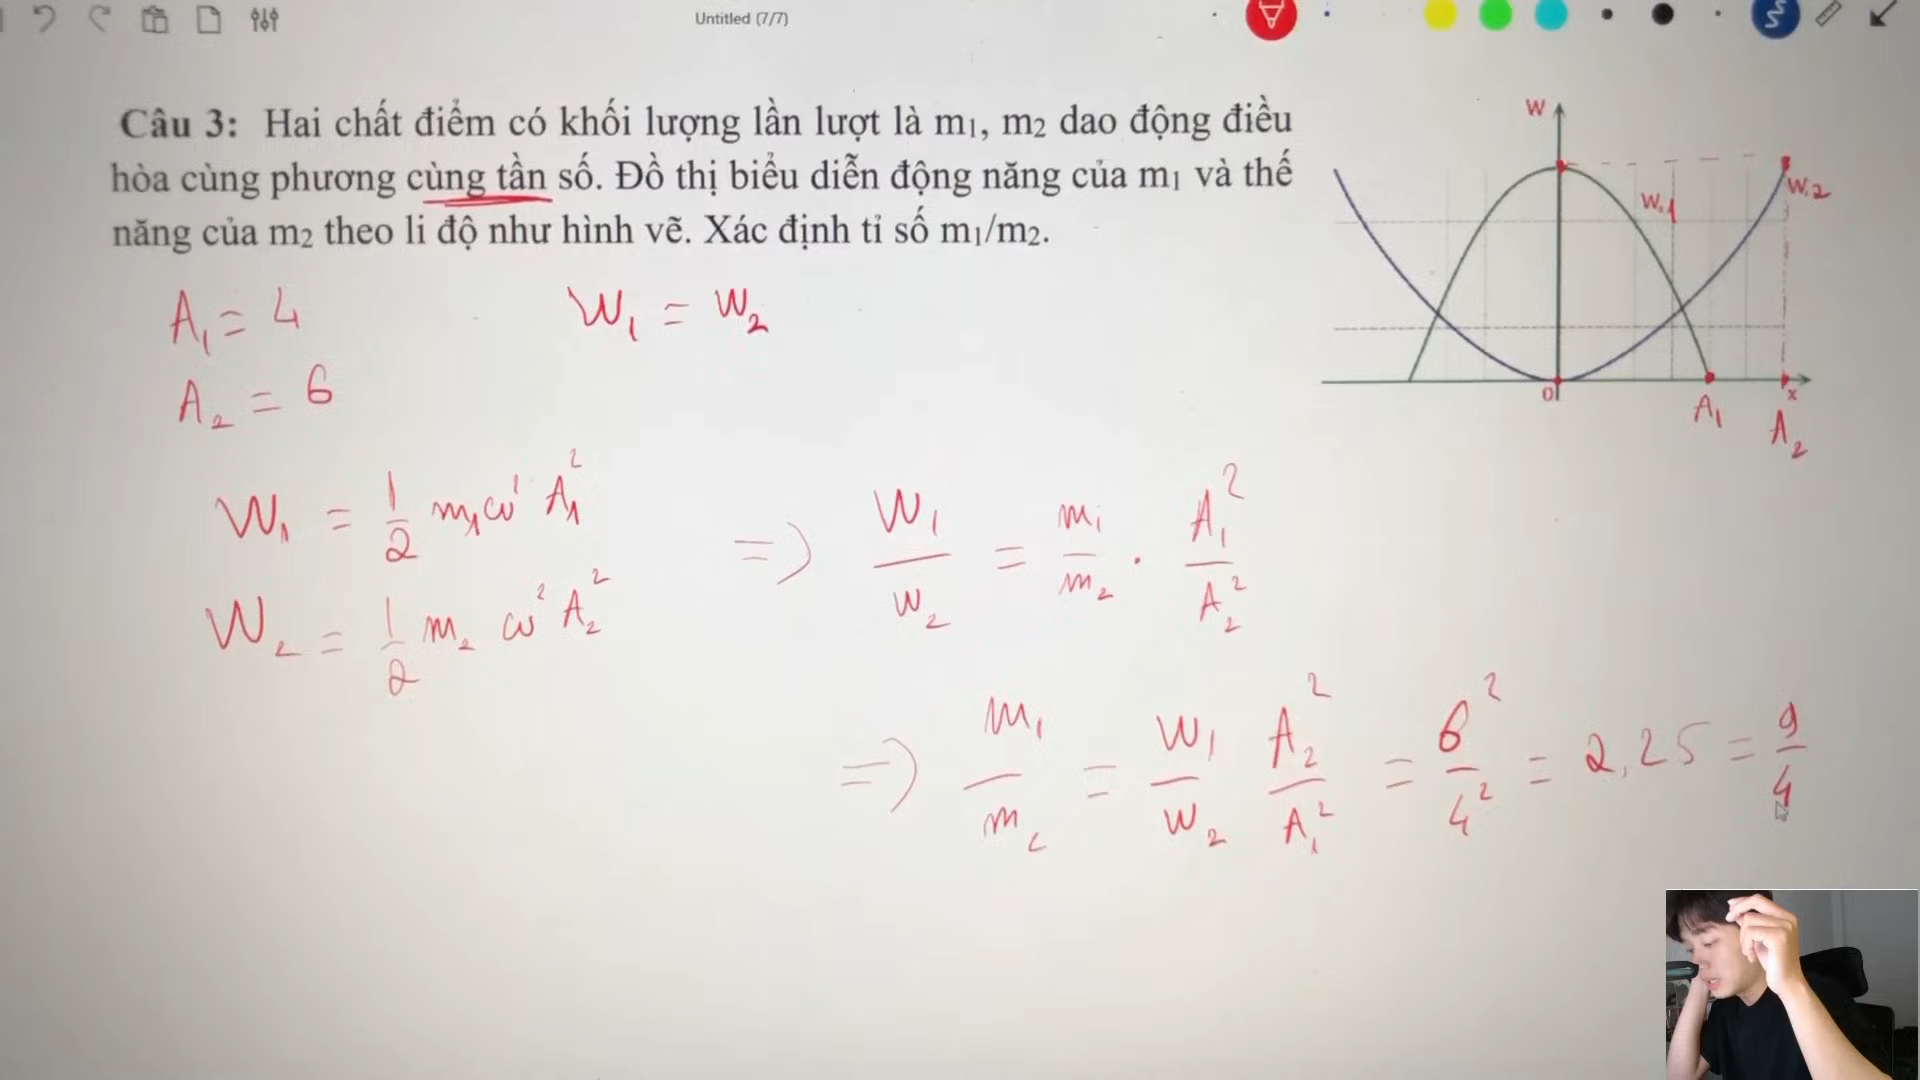 Untitled (7/7)
Câu 3: Hai chất điểm có khối lượng lần lượt là m1, m2 dao động điều
hòa cùng phương cùng tần số. Đồ thị biểu diễn động năng của m1 và thế
năng của m2 theo li độ như hình vẽ. Xác định tỉ số m1/m2.
W
W1
W2
0
x
A1
A2
A1 = 4
W1 = W2
A2 = 6
W1 = 1/2 m1 ω² A1²
W2 = 1/2 m2 ω² A2²
=> W1/W2 = m1/m2 . A1²/A2²
=> m1/m2 = W1/W2 A2²/A1² = 6²/4² = 2,25 = 9/4